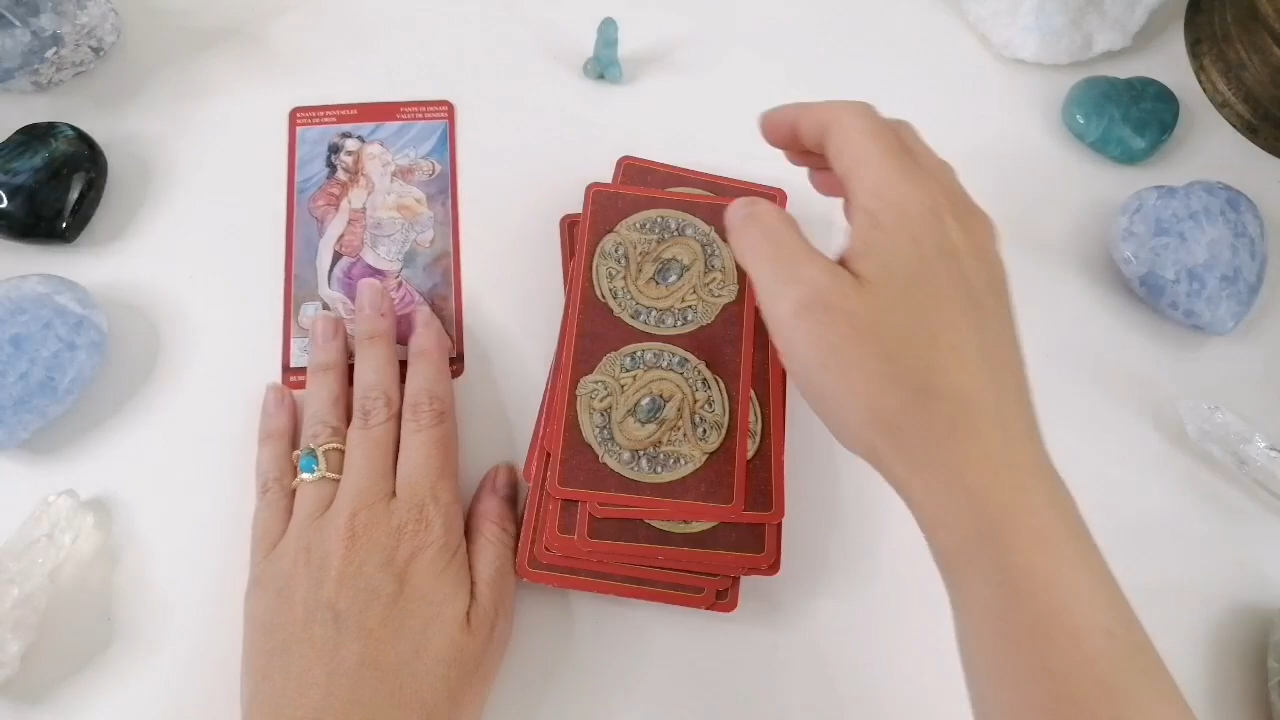 KNAVE OF PENTACLES
SOTA DE OROS
FANTE DI DENARI
VALET DE DENIERS